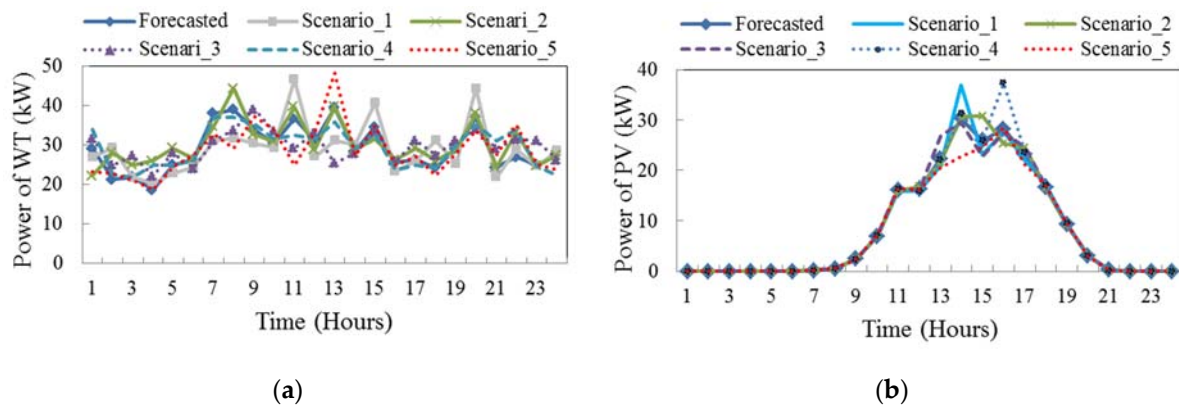 Forecasted Scenario_1 Scenari_2
Scenari_3 Scenario_4 Scenario_5
50
40
30
20
10
0
Power of WT (kW)
1 3 5 7 9 11 13 15 17 19 21 23
Time (Hours)
(a)
Forecasted Scenario_1 Scenario_2
Scenario_3 Scenario_4 Scenario_5
40
30
20
10
0
Power of PV (kW)
1 3 5 7 9 11 13 15 16 17 19 21 23
Time (Hours)
(b)